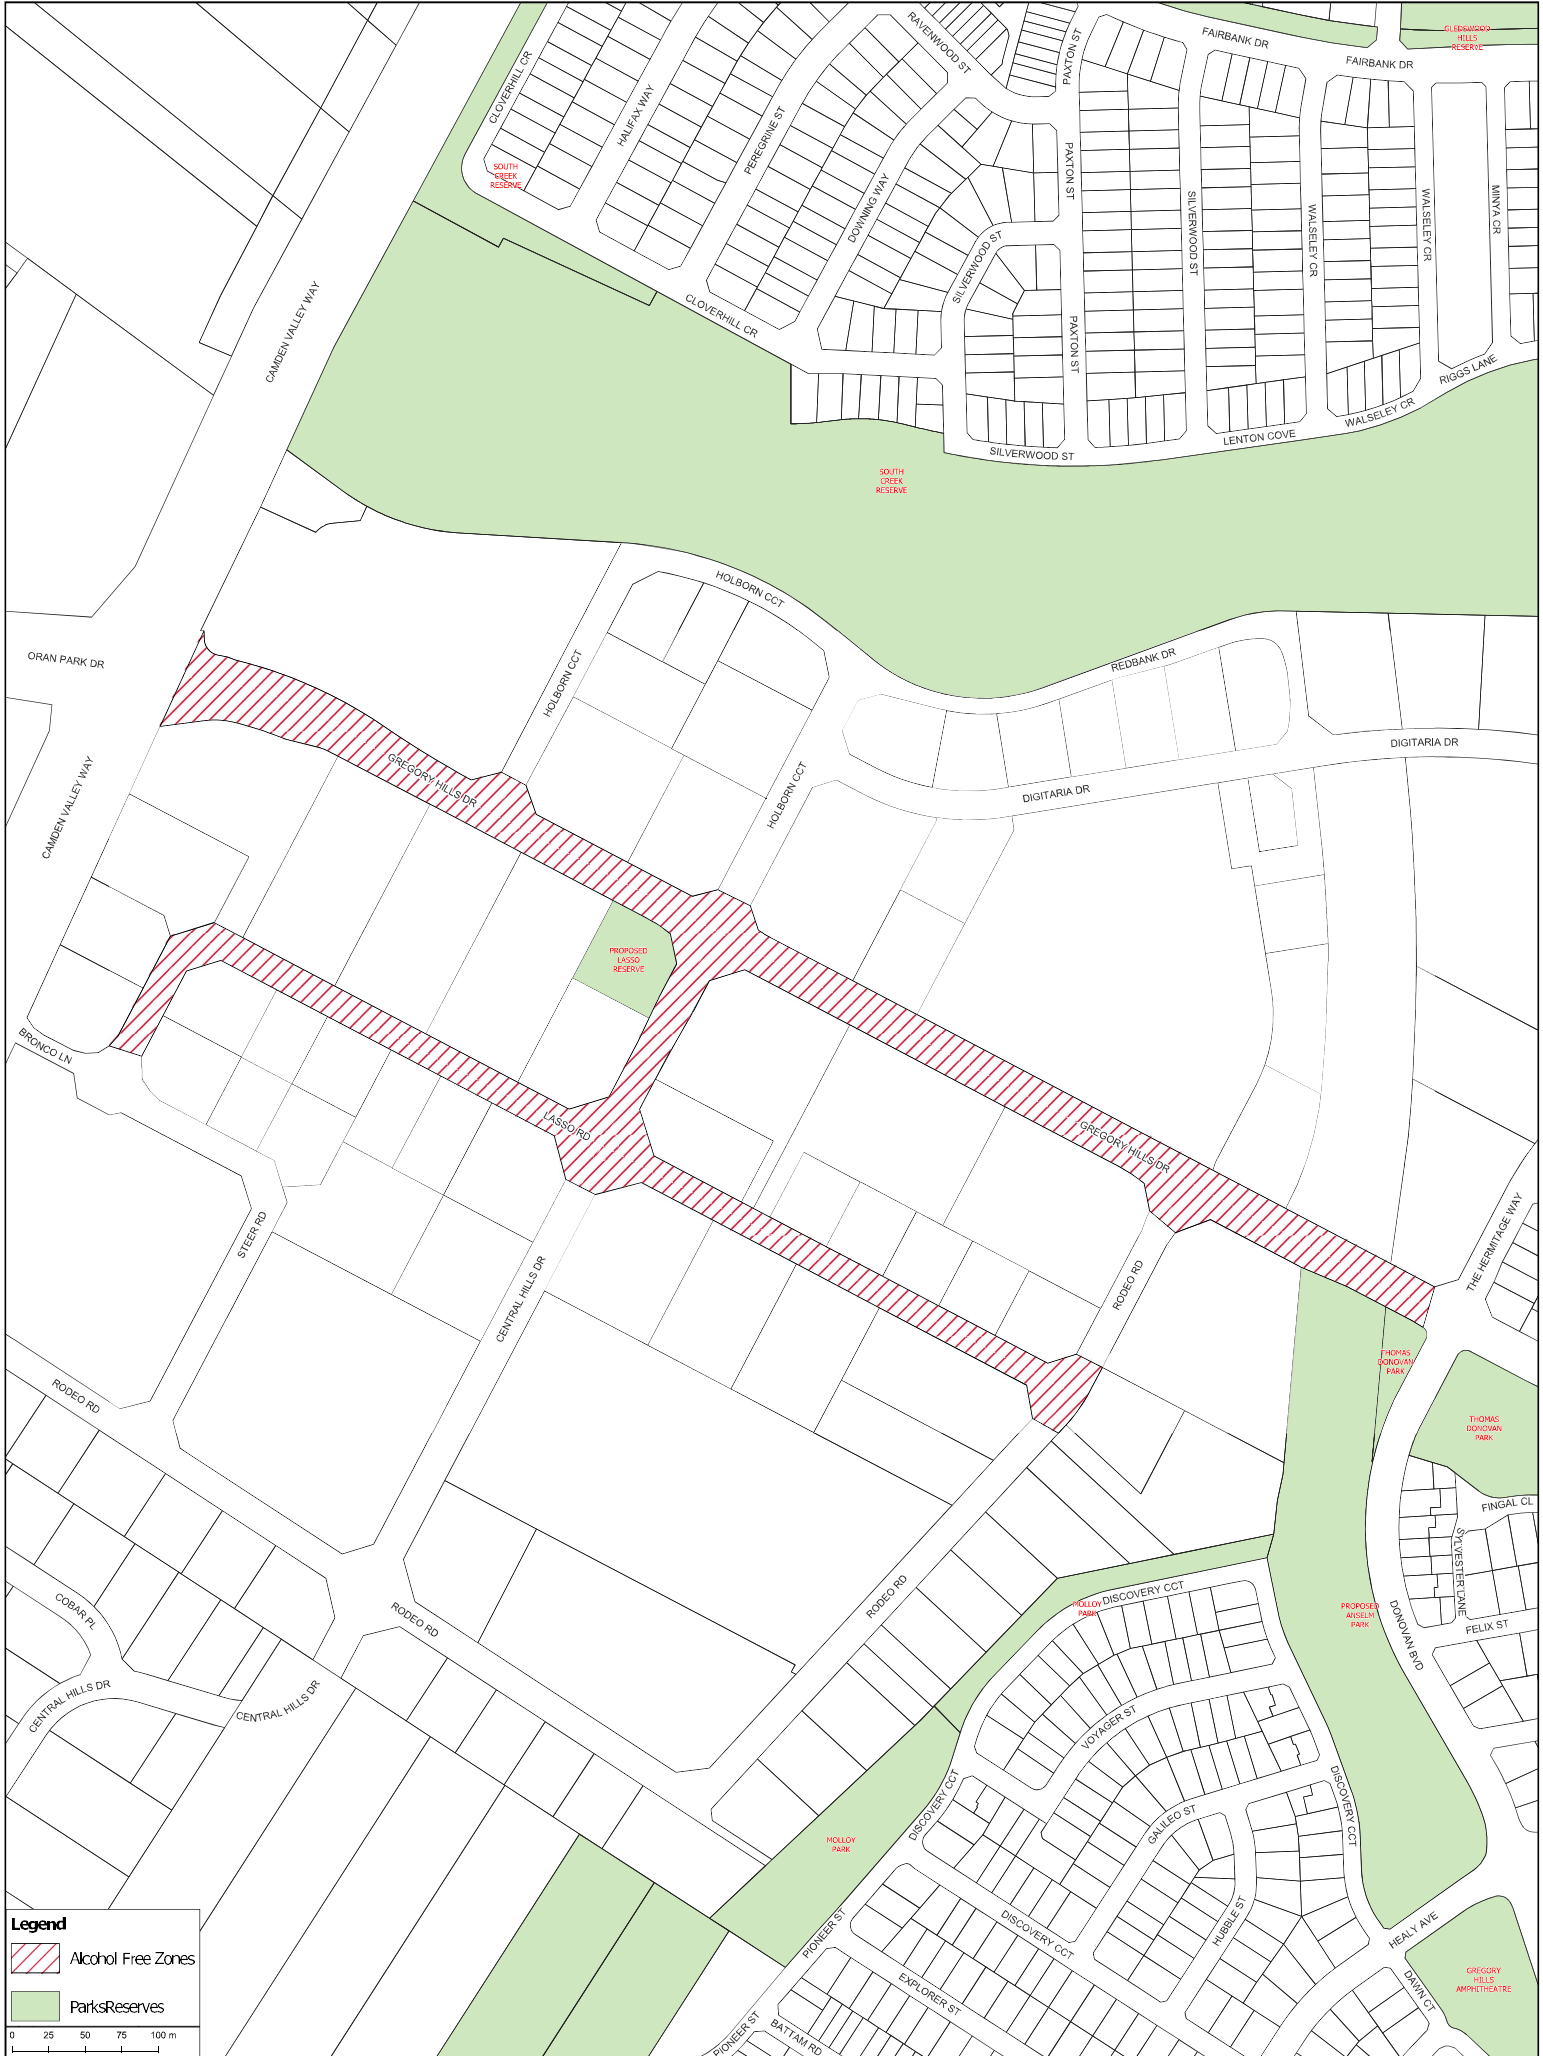 RAVENWOOD ST
PAXTON ST
FAIRBANK DR
FAIRBANK DR
GLEDSWOOD
HILLS
RESERVE
CLOVERHILL CR
HALIFAX WAY
PEREGRINE ST
SOUTH
CREEK
RESERVE
DOWNING WAY
PAXTON ST
SILVERWOOD ST
WALSELEY CR
WALSELEY CR
MINYA CR
SILVERWOOD ST
CAMDEN VALLEY WAY
CLOVERHILL CR
PAXTON ST
RIGGS LANE
WALSELEY CR
LENTON COVE
SILVERWOOD ST
SOUTH
CREEK
RESERVE
HOLBORN CCT
ORAN PARK DR
HOLBORN CCT
REDBANK DR
DIGITARIA DR
CAMDEN VALLEY WAY
GREGORY HILLS DR
HOLBORN CCT
DIGITARIA DR
PROPOSED
LASSO
RESERVE
BRONCO LN
LASSO RD
GREGORY HILLS DR
STEER RD
CENTRAL HILLS DR
RODEO RD
THE HERMITAGE WAY
THOMAS
DONOVAN
PARK
RODEO RD
THOMAS
DONOVAN
PARK
FINGAL CL
SYLVESTER LANE
COBAR PL
RODEO RD
RODEO RD
MOLLOY
PARK
DISCOVERY CCT
PROPOSED
ANSELM
PARK
DONOVAN BVD
FELIX ST
CENTRAL HILLS DR
CENTRAL HILLS DR
VOYAGER ST
DISCOVERY CCT
DISCOVERY CCT
GALILEO ST
MOLLOY
PARK
PIONEER ST
DISCOVERY CCT
HUBBLE ST
HEALY AVE
EXPLORER ST
DAWN CT
GREGORY
HILLS
AMPHITHEATRE
PIONEER ST
BATTAM RD
Legend
Alcohol Free Zones
ParksReserves
0 25 50 75 100 m